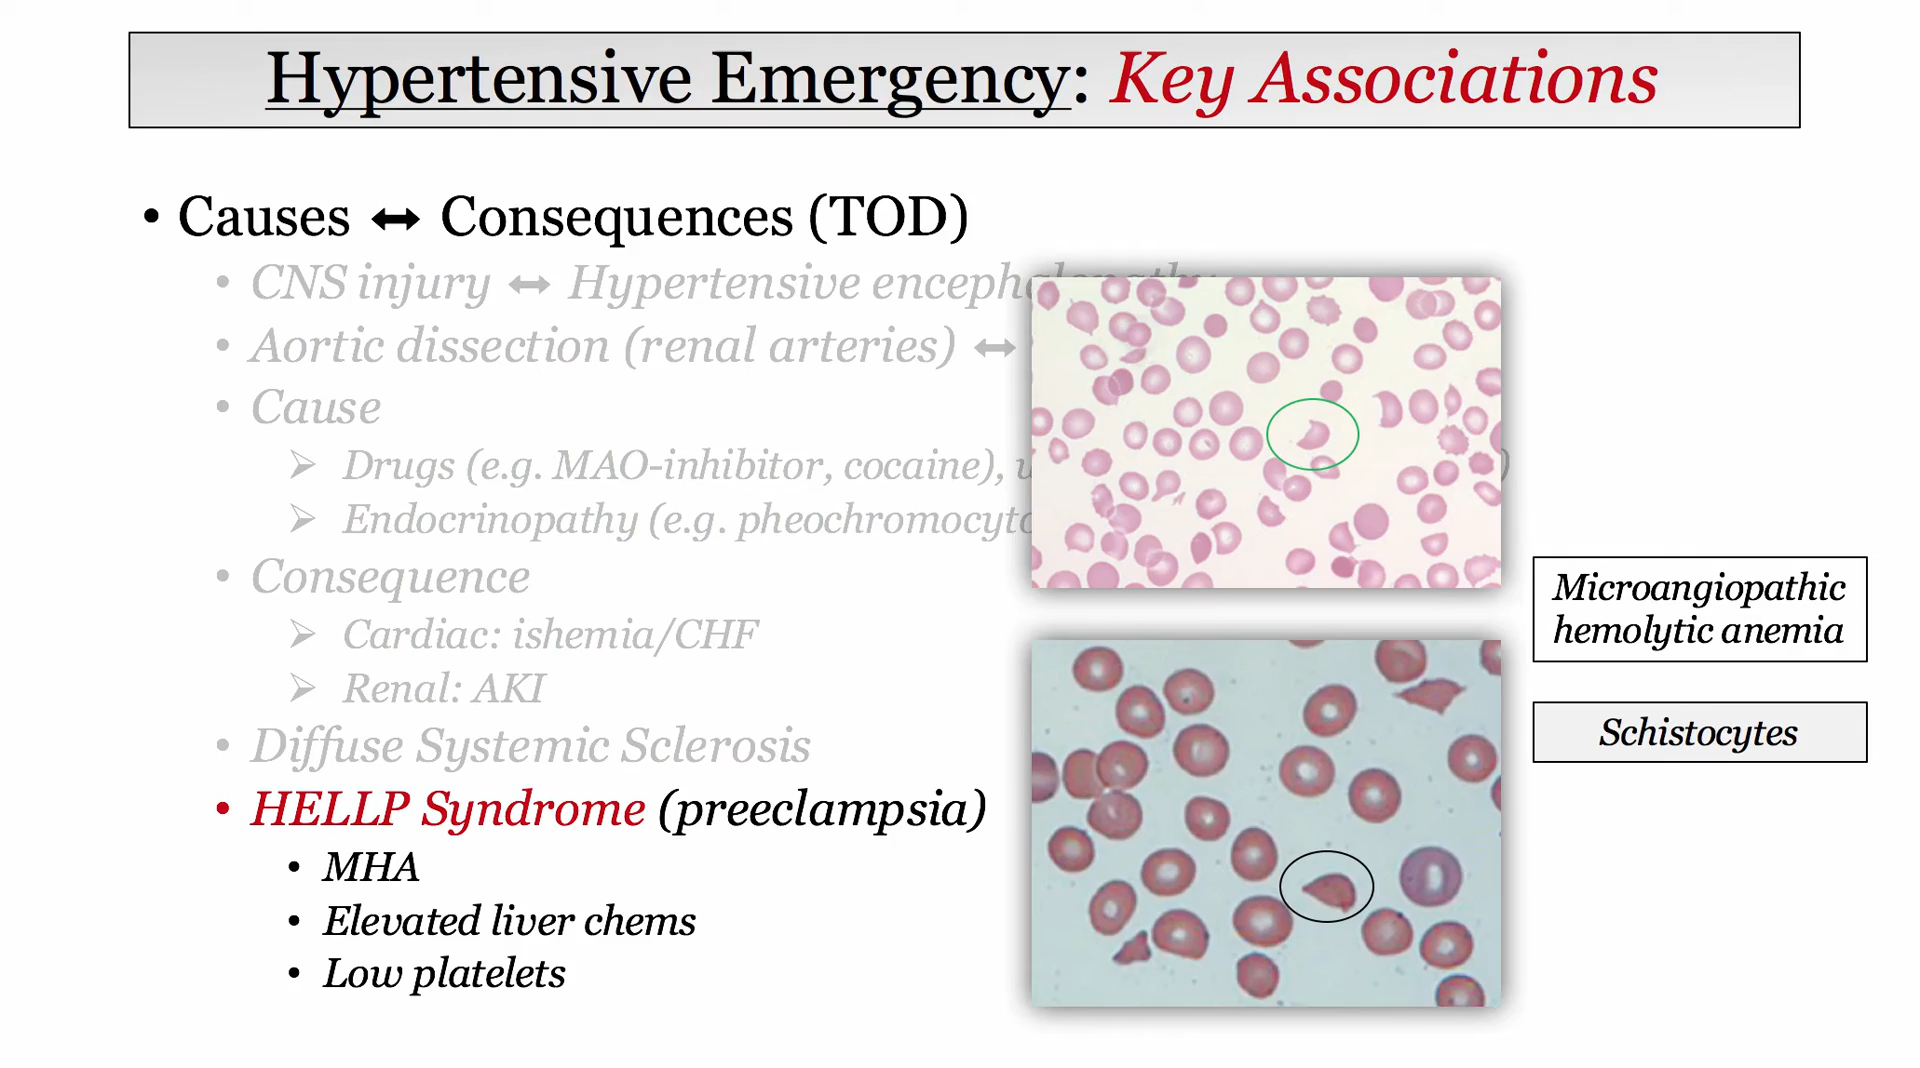 Hypertensive Emergency: Key Associations
• Causes ↔ Consequences (TOD)
• CNS injury ↔ Hypertensive encephalopathy
• Aortic dissection (renal arteries) ↔
• Cause
➢ Drugs (e.g. MAO-inhibitor, cocaine),
➢ Endocrinopathy (e.g. pheochromocyto
• Consequence
➢ Cardiac: ishemia/CHF
➢ Renal: AKI
• Diffuse Systemic Sclerosis
• HELLP Syndrome (preeclampsia)
• MHA
• Elevated liver chems
• Low platelets
Microangiopathic
hemolytic anemia
Schistocytes